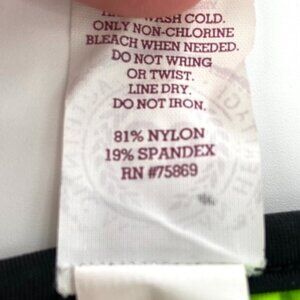 WASH COLD.
ONLY NON-CHLORINE
BLEACH WHEN NEEDED.
DO NOT WRING
OR TWIST.
LINE DRY.
DO NOT IRON.
81% NYLON
19% SPANDEX
RN #75869